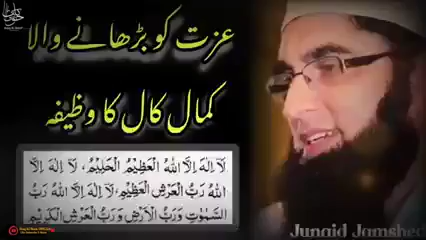 عزت کو بڑھانے والا
کمال کال کا وظیفہ
لَآ اِلٰهَ اِلَّا اللّٰهُ الْعَظِيْمُ الْحَلِيْمُ، لَآ اِلٰهَ اِلَّا
اللّٰهُ رَبُّ الْعَرْشِ الْعَظِيْمِ، لَآ اِلٰهَ اِلَّا اللّٰهُ رَبُّ
السَّمٰوٰتِ وَرَبُّ الْاَرْضِ وَرَبُّ الْعَرْشِ الْكَرِيْمِ
Junaid Jamshed